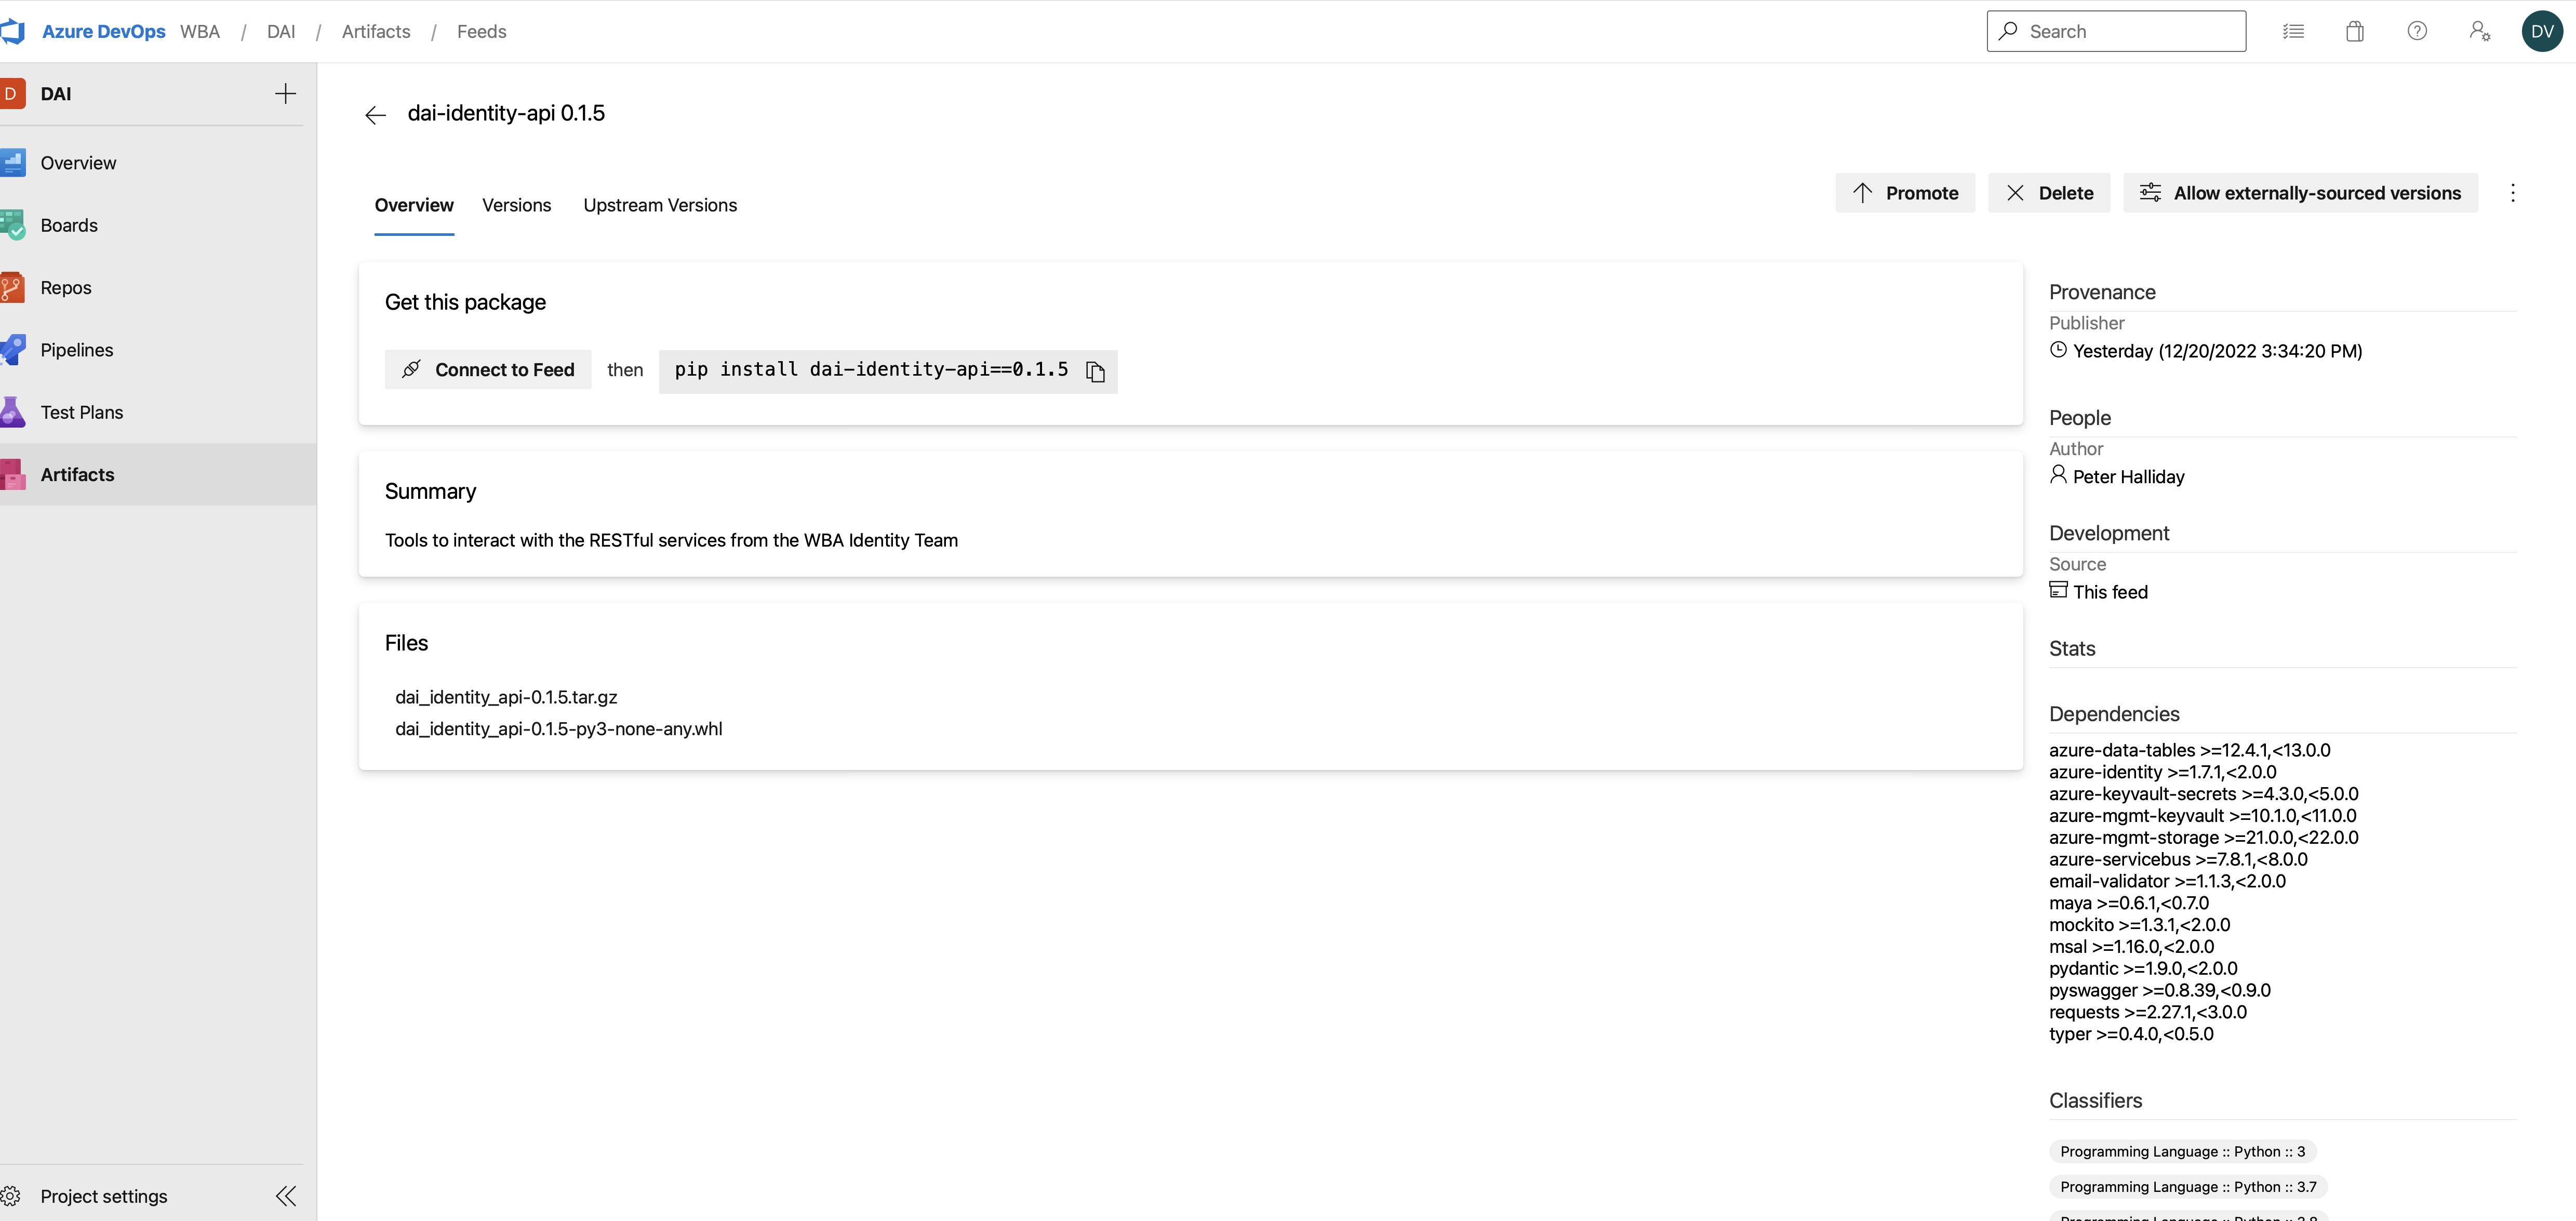 Azure DevOps WBA / DAI / Artifacts / Feeds
Search
DV
D DAI
Overview
Boards
Repos
Pipelines
Test Plans
Artifacts
Project settings
dai-identity-api 0.1.5
Overview Versions Upstream Versions
Promote Delete Allow externally-sourced versions
Get this package
Connect to Feed then pip install dai-identity-api==0.1.5
Summary
Tools to interact with the RESTful services from the WBA Identity Team
Files
dai_identity_api-0.1.5.tar.gz
dai_identity_api-0.1.5-py3-none-any.whl
Provenance
Publisher
Yesterday (12/20/2022 3:34:20 PM)
People
Author
Peter Halliday
Development
Source
This feed
Stats
Dependencies
azure-data-tables >=12.4.1,<13.0.0
azure-identity >=1.7.1,<2.0.0
azure-keyvault-secrets >=4.3.0,<5.0.0
azure-mgmt-keyvault >=10.1.0,<11.0.0
azure-mgmt-storage >=21.0.0,<22.0.0
azure-servicebus >=7.8.1,<8.0.0
email-validator >=1.1.3,<2.0.0
maya >=0.6.1,<0.7.0
mockito >=1.3.1,<2.0.0
msal >=1.16.0,<2.0.0
pydantic >=1.9.0,<2.0.0
pyswagger >=0.8.39,<0.9.0
requests >=2.27.1,<3.0.0
typer >=0.4.0,<0.5.0
Classifiers
Programming Language :: Python :: 3
Programming Language :: Python :: 3.7
Programming Language :: Python :: 3.8